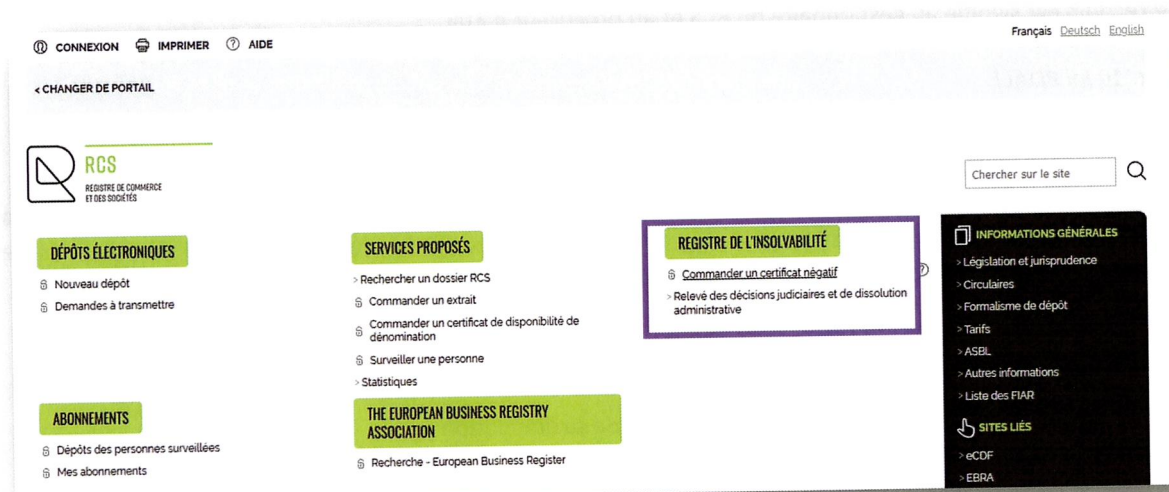 CONNEXION IMPRIMER ? AIDE
Français Deutsch English
< CHANGER DE PORTAIL
RCS
REGISTRE DE COMMERCE
ET DES SOCIÉTÉS
Chercher sur le site
DÉPÔTS ÉLECTRONIQUES
Nouveau dépôt
Demandes à transmettre
SERVICES PROPOSÉS
> Rechercher un dossier RCS
Commander un extrait
Commander un certificat de disponibilité de
dénomination
Surveiller une personne
> Statistiques
REGISTRE DE L'INSOLVABILITÉ
Commander un certificat négatif
?
> Relevé des décisions judiciaires et de dissolution
administrative
ABONNEMENTS
Dépôts des personnes surveillées
Mes abonnements
THE EUROPEAN BUSINESS REGISTRY
ASSOCIATION
Recherche - European Business Register
INFORMATIONS GÉNÉRALES
> Législation et jurisprudence
> Circulaires
> Formalisme de dépôt
> Tarifs
> ASBL
> Autres informations
> Liste des FIAR
SITES LIÉS
> eCDF
> EBRA